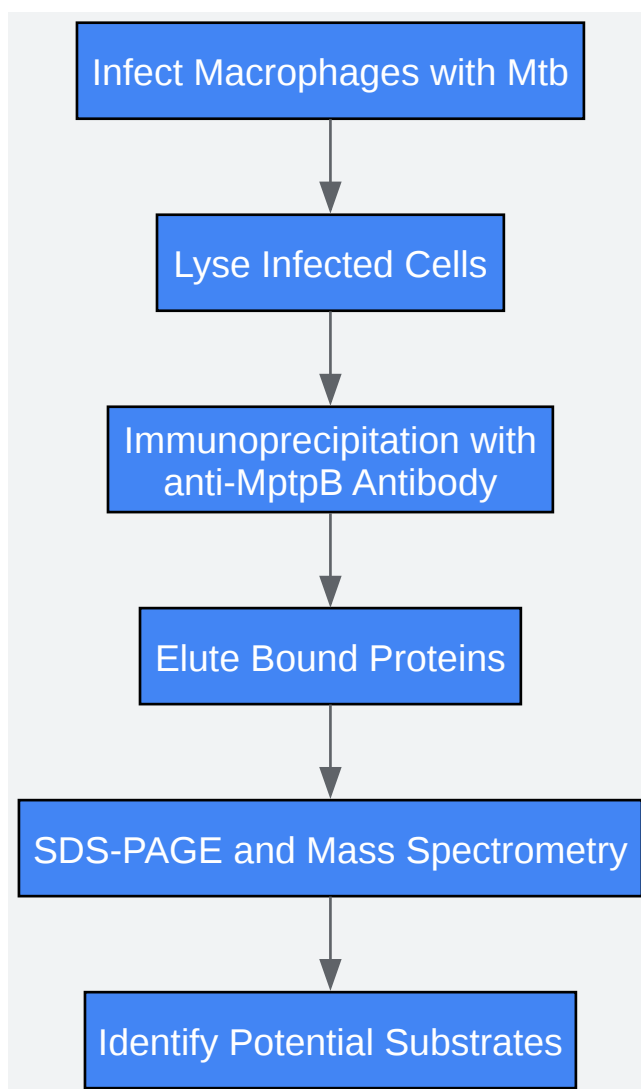 Infect Macrophages with Mtb
Lyse Infected Cells
Immunoprecipitation with
anti-MptpB Antibody
Elute Bound Proteins
SDS-PAGE and Mass Spectrometry
Identify Potential Substrates